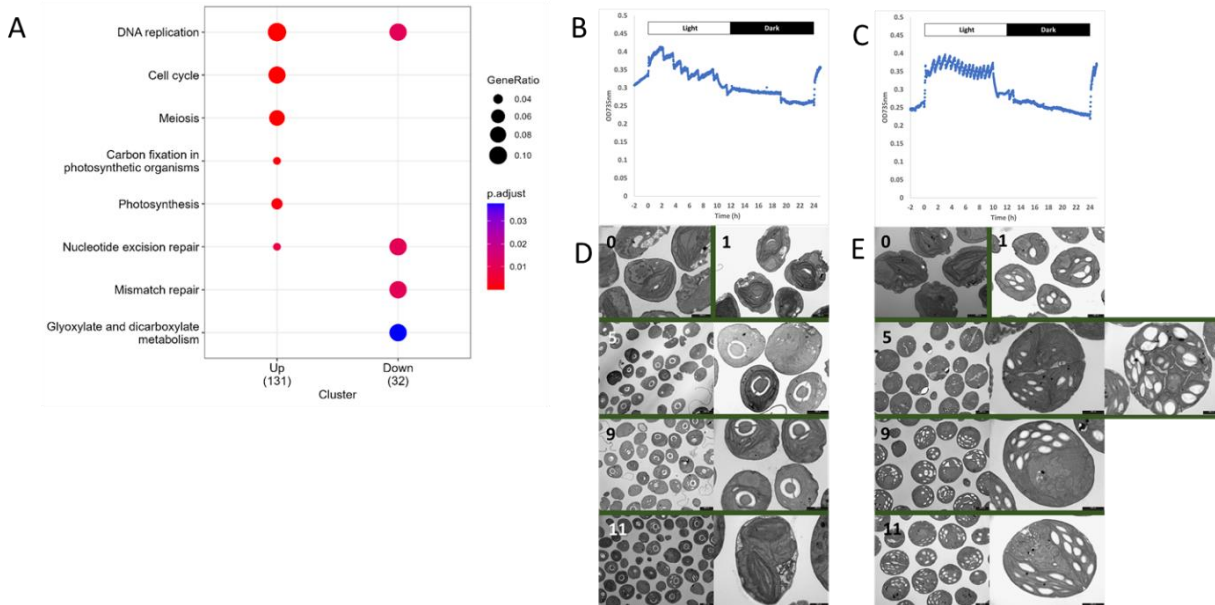 A
DNA replication
Cell cycle
Meiosis
Carbon fixation in
photosynthetic organisms
Photosynthesis
Nucleotide excision repair
Mismatch repair
Glyoxylate and dicarboxylate
metabolism
Up
(131)
Down
(32)
Cluster
GeneRatio
0.04
0.06
0.08
0.10
p.adjust
0.03
0.02
0.01
B
0.5
0.45
0.4
0.35
0.3
0.25
0.2
0.15
0.1
0.05
0
OD735nm
Light
Dark
-2 0 2 4 6 8 10 12 14 16 18 20 22 24
Time (h)
C
0.5
0.45
0.4
0.35
0.3
0.25
0.2
0.15
0.1
0.05
0
OD735nm
Light
Dark
-2 0 2 4 6 8 10 12 14 16 18 20 22 24
Time (h)
D
0
1
5
9
11
E
0
1
5
9
11